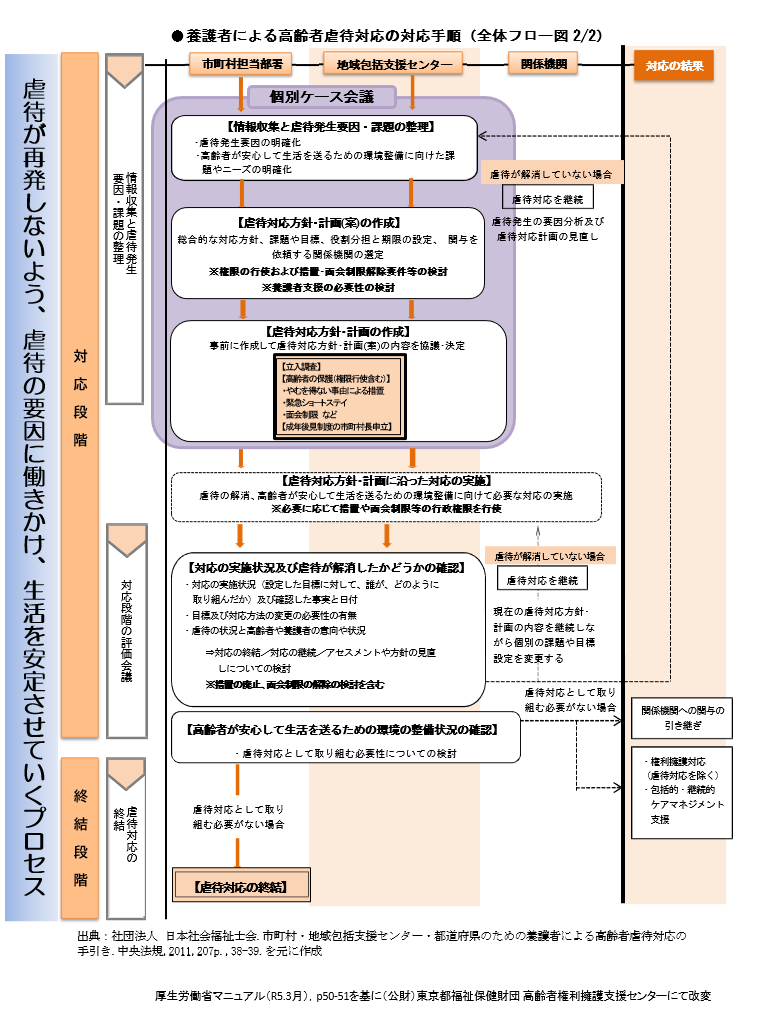 ●養護者による高齢者虐待対応の対応手順（全体フロー図2/2）
虐待が再発しないよう、虐待の要因に働きかけ、生活を安定させていくプロセス
市町村担当部署
地域包括支援センター
関係機関
対応の結果
対応段階
情報収集と虐待発生
要因・課題の整理
個別ケース会議
【情報収集と虐待発生要因・課題の整理】
・虐待発生要因の明確化
・高齢者が安心して生活を送るための環境整備に向けた課
題やニーズの明確化
虐待が解消していない場合
虐待対応を継続
虐待発生の要因分析及び
虐待対応計画の見直し
【虐待対応方針・計画(案)の作成】
総合的な対応方針、課題や目標、役割分担と期限の設定、 関与を
依頼する関係機関の選定
※権限の行使および措置・面会制限解除要件等の検討
※養護者支援の必要性の検討
【虐待対応方針・計画の作成】
事前に作成して虐待対応方針・計画(案)の内容を協議・決定
【立入調査】
【高齢者の保護(権限行使含む)】
・やむを得ない事由による措置
・緊急ショートステイ
・面会制限 など
【成年後見制度の市町村長申立】
【虐待対応方針・計画に沿った対応の実施】
虐待の解消、高齢者が安心して生活を送るための環境整備に向けて必要な対応の実施
※必要に応じて措置や面会制限等の行政権限を行使
対応段階の評価会議
【対応の実施状況及び虐待が解消したかどうかの確認】
・対応の実施状況（設定した目標に対して、誰が、どのように
取り組んだか）及び確認した事実と日付
・目標及び対応方法の変更の必要性の有無
・虐待の状況と高齢者や養護者の意向や状況
⇒対応の終結／対応の継続／アセスメントや方針の見直
しについての検討
※措置の廃止、面会制限の解除の検討を含む
虐待が解消していない場合
虐待対応を継続
現在の虐待対応方針・
計画の内容を継続しな
がら個別の課題や目標
設定を変更する
虐待対応として取り
組む必要がない場合
【高齢者が安心して生活を送るための環境の整備状況の確認】
・虐待対応として取り組む必要性についての検討
関係機関への関与の
引き継ぎ
・権利擁護対応
（虐待対応を除く）
・包括的・継続的
ケアマネジメント
支援
終結段階
虐待対応の
終結
虐待対応として取り
組む必要がない場合
【虐待対応の終結】
出典：社団法人 日本社会福祉士会. 市町村・地域包括支援センター・都道府県のための養護者による高齢者虐待対応の
手引き. 中央法規, 2011, 207p. , 38-39. を元に作成
厚生労働省マニュアル（R5.3月）, p50-51を基に（公財）東京都福祉保健財団 高齢者権利擁護支援センターにて改変